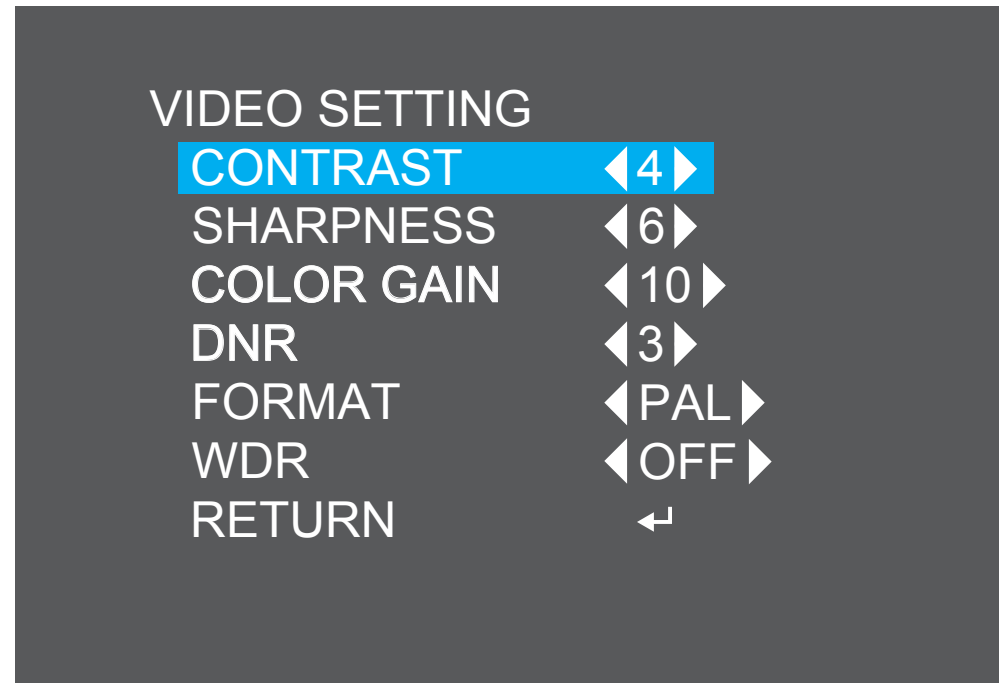 VIDEO SETTING
CONTRAST 4
SHARPNESS 6
COLOR GAIN 10
DNR 3
FORMAT PAL
WDR OFF
RETURN